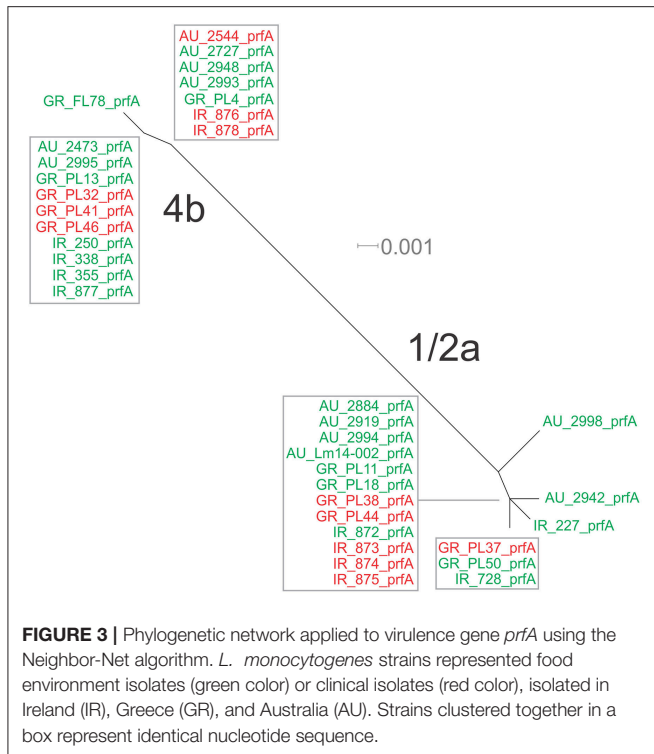 AU_2544_prfA
AU_2727_prfA
AU_2948_prfA
AU_2993_prfA
GR_PL4_prfA
IR_876_prfA
IR_878_prfA
GR_FL78_prfA
AU_2473_prfA
AU_2995_prfA
GR_PL13_prfA
GR_PL32_prfA
GR_PL41_prfA
GR_PL46_prfA
IR_250_prfA
IR_338_prfA
IR_355_prfA
IR_877_prfA
4b
0.001
1/2a
AU_2884_prfA
AU_2919_prfA
AU_2994_prfA
AU_Lm14-002_prfA
GR_PL11_prfA
GR_PL18_prfA
GR_PL38_prfA
GR_PL44_prfA
IR_872_prfA
IR_873_prfA
IR_874_prfA
IR_875_prfA
AU_2998_prfA
AU_2942_prfA
IR_227_prfA
GR_PL37_prfA
GR_PL50_prfA
IR_728_prfA
FIGURE 3 | Phylogenetic network applied to virulence gene prfA using the
Neighbor-Net algorithm. L. monocytogenes strains represented food
environment isolates (green color) or clinical isolates (red color), isolated in
Ireland (IR), Greece (GR), and Australia (AU). Strains clustered together in a
box represent identical nucleotide sequence.